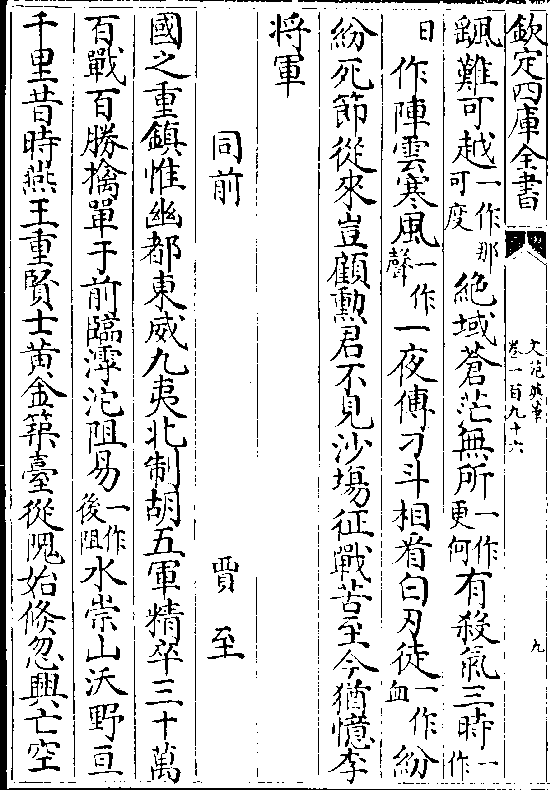 欽定四庫全書
文苑英華
卷一百九十六
九
颻難可越一作那可度絶域蒼茫無所一作更何有殺氣三時一作
日作陣雲寒風一作聲一夜傳刁斗相看白刃徒一作血紛
紛死節從來豈顧勲君不見沙塲征戰苦至今猶憶李
将軍
同前 賈至
國之重鎮惟幽都東威九夷北制胡五軍精卒三十萬
百戰百勝擒單于前臨滹沱阻易一作後阻水崇山沃野亘
千里昔時燕王重賢士黄金築臺從隗始倐忽興亡空